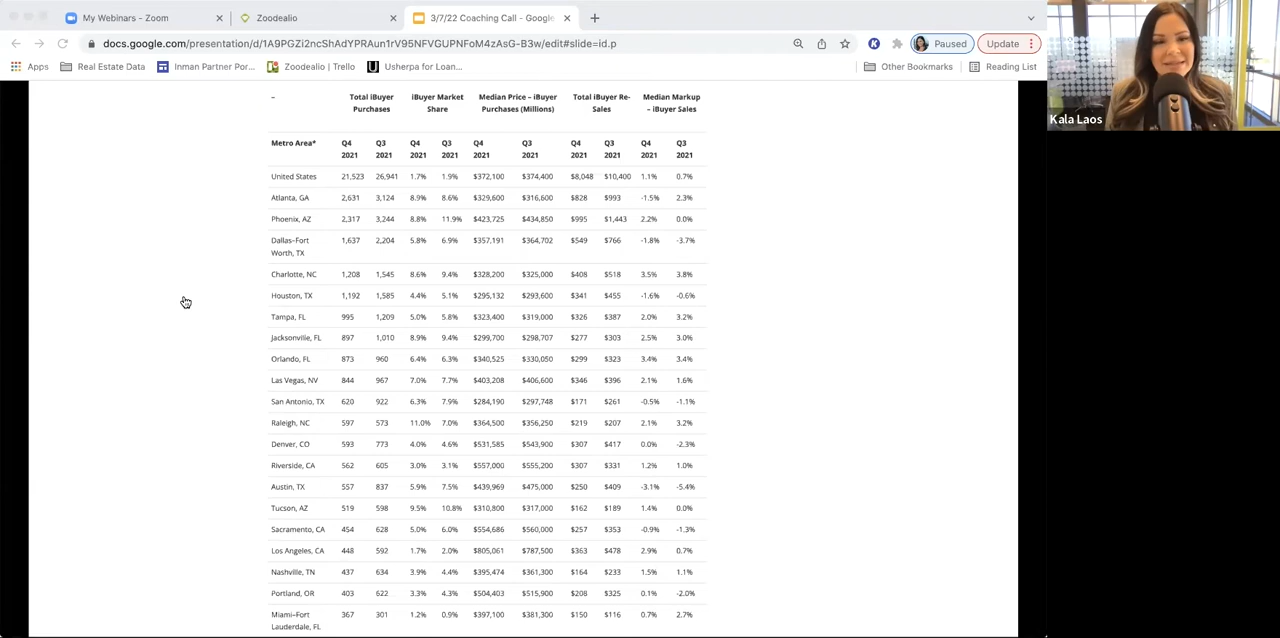 My Webinars - Zoom
Zoodealio
3/7/22 Coaching Call - Google
docs.google.com/presentation/d/1A9PGZi2ncShAdYPRAum1rV95NFVGUPNFoM4zAsG-B3w/edit#slide=id.p
Paused
Update
Apps
Real Estate Data
Inman Partner Por...
Zoodealio | Trello
Usherpa for Loan...
Other Bookmarks
Reading List
Kala Laos
– Total iBuyer Purchases iBuyer Market Share Median Price – iBuyer Purchases (Millions) Total iBuyer Re-Sales Median Markup – iBuyer Sales
Metro Area* Q4 2021 Q3 2021 Q4 2021 Q3 2021 Q4 2021 Q3 2021 Q4 2021 Q3 2021 Q4 2021 Q3 2021
United States 21,523 26,941 1.7% 1.9% $372,100 $374,400 $8,048 $10,400 1.1% 0.7%
Atlanta, GA 2,631 3,124 8.9% 8.6% $329,600 $316,600 $828 $993 -1.5% 2.3%
Phoenix, AZ 2,317 3,244 8.8% 11.9% $423,725 $434,850 $995 $1,443 2.2% 0.0%
Dallas–Fort Worth, TX 1,637 2,204 5.8% 6.9% $357,191 $364,702 $549 $766 -1.8% -3.7%
Charlotte, NC 1,208 1,545 8.6% 9.4% $328,200 $325,000 $408 $518 3.5% 3.8%
Houston, TX 1,192 1,585 4.4% 5.1% $295,132 $293,600 $341 $455 -1.6% -0.6%
Tampa, FL 995 1,209 5.0% 5.8% $323,400 $319,000 $326 $387 2.0% 3.2%
Jacksonville, FL 897 1,010 8.9% 9.4% $299,700 $298,707 $277 $303 2.5% 3.0%
Orlando, FL 873 960 6.4% 6.3% $340,525 $330,050 $299 $323 3.4% 3.4%
Las Vegas, NV 844 967 7.0% 7.7% $403,208 $406,600 $346 $396 2.1% 1.6%
San Antonio, TX 620 922 6.3% 7.9% $284,190 $297,748 $171 $261 -0.5% -1.1%
Raleigh, NC 597 573 11.0% 7.0% $364,500 $356,250 $219 $207 2.1% 3.2%
Denver, CO 593 773 4.0% 4.6% $531,585 $543,900 $307 $417 0.0% -2.3%
Riverside, CA 562 605 3.0% 3.1% $557,000 $555,200 $307 $331 1.2% 1.0%
Austin, TX 557 837 5.9% 7.5% $439,969 $475,000 $250 $409 -3.1% -5.4%
Tucson, AZ 519 598 9.5% 10.8% $310,800 $317,000 $162 $189 1.4% 0.0%
Sacramento, CA 454 628 5.0% 6.0% $554,686 $560,000 $257 $353 -0.9% -1.3%
Los Angeles, CA 448 592 1.7% 2.0% $805,061 $787,500 $363 $478 2.9% 0.7%
Nashville, TN 437 634 3.9% 4.4% $395,474 $361,300 $164 $233 1.5% 1.1%
Portland, OR 403 622 3.3% 4.3% $504,403 $515,900 $208 $325 0.1% -2.0%
Miami–Fort Lauderdale, FL 367 301 1.2% 0.9% $397,100 $381,300 $150 $116 0.7% 2.7%